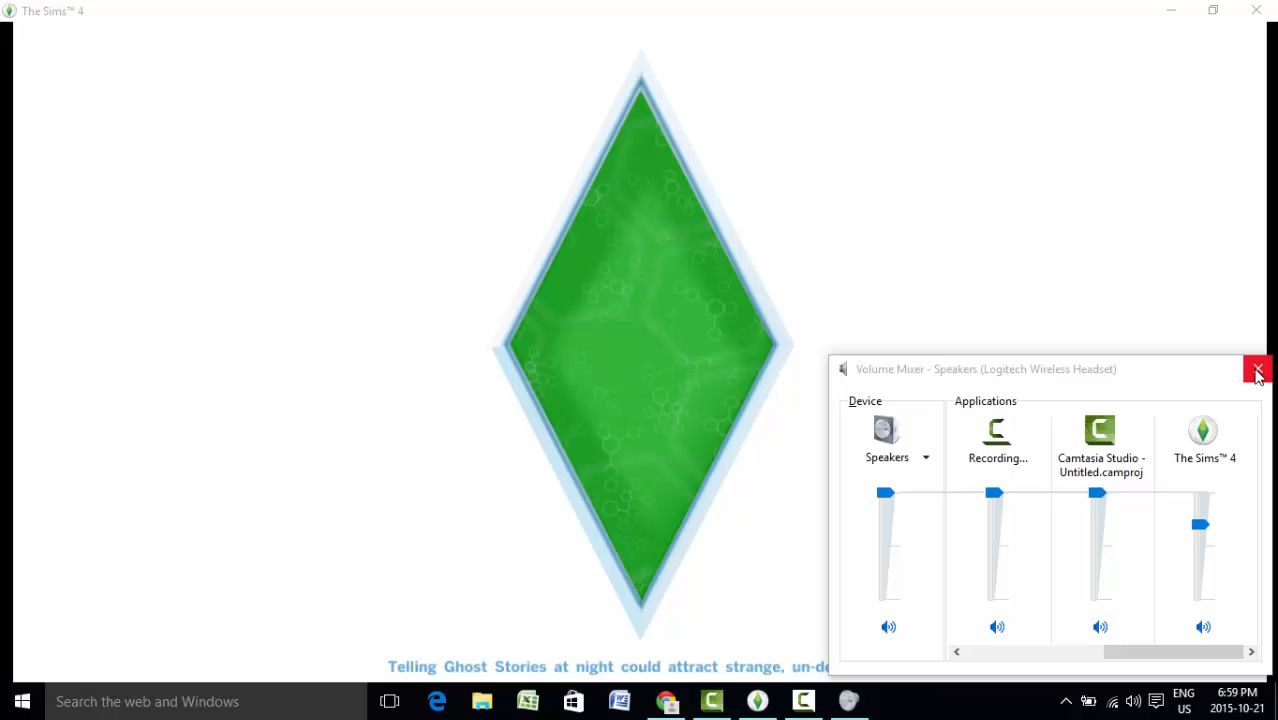 The Sims™ 4
Volume Mixer - Speakers (Logitech Wireless Headset)
Device
Applications
Speakers
Recording...
Camtasia Studio -
Untitled.camproj
The Sims™ 4
Telling Ghost Stories at night could attract strange, un-de
Search the web and Windows
ENG
US
6:59 PM
2015-10-21